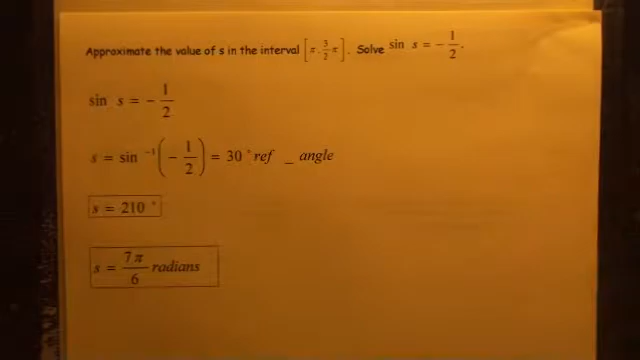 Approximate the value of s in the interval [π, 3/2 π]. Solve sin s = - 1/2.
sin s = - 1/2
s = sin ⁻¹(- 1/2) = 30 ° ref _ angle
s = 210 °
s = 7π/6 radians